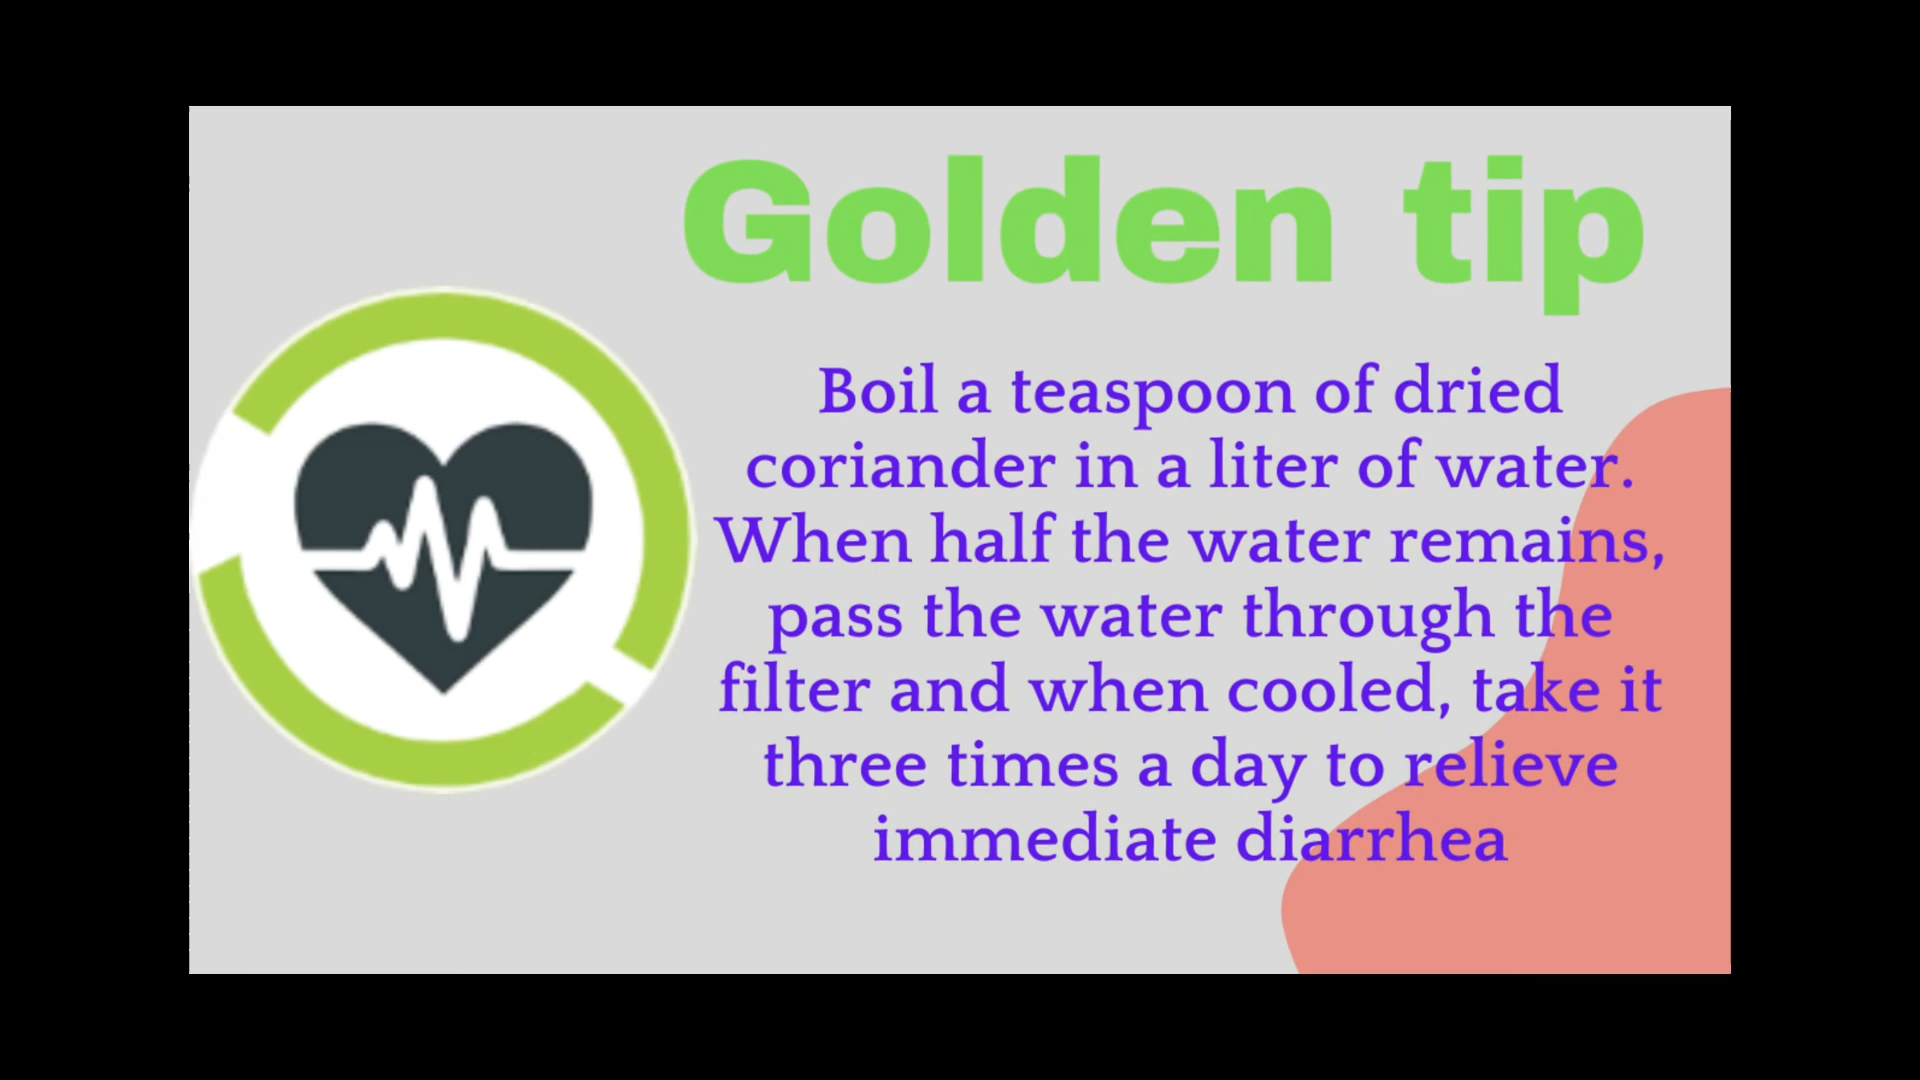 Golden tip
Boil a teaspoon of dried
coriander in a liter of water.
When half the water remains,
pass the water through the
filter and when cooled, take it
three times a day to relieve
immediate diarrhea